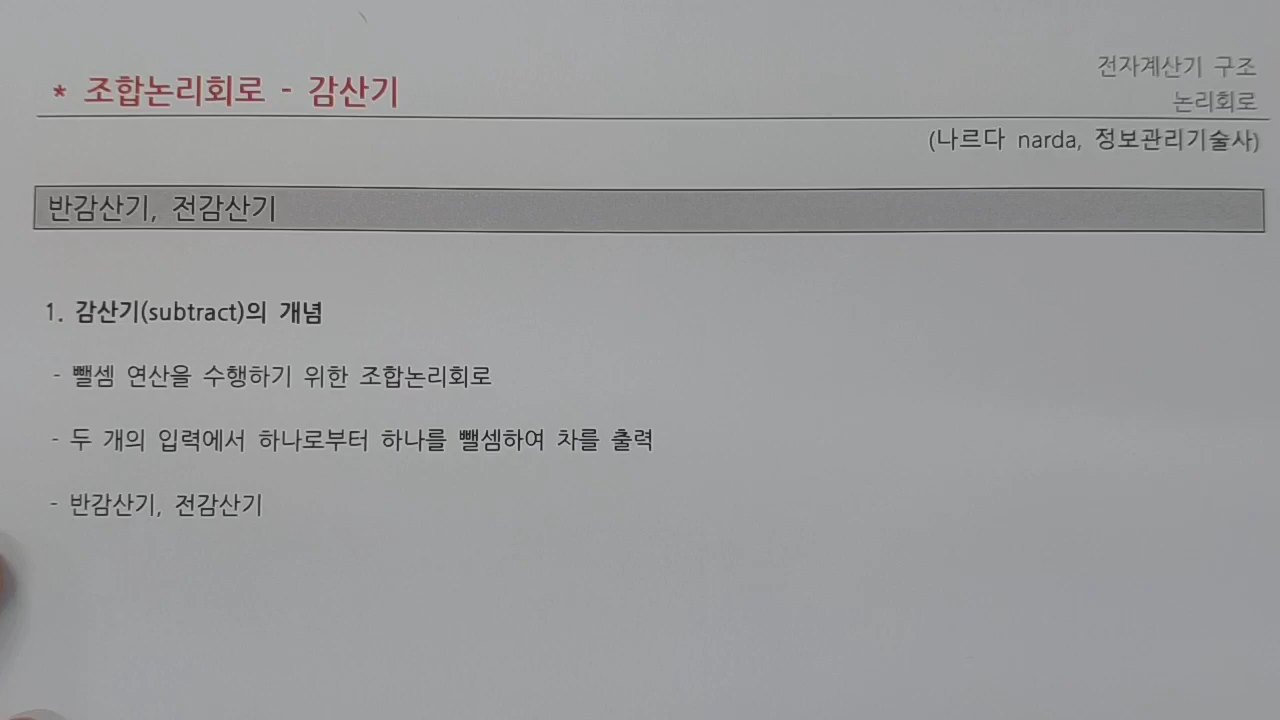 * 조합논리회로 - 감산기
전자계산기 구조
논리회로
(나르다 narda, 정보관리기술사)
반감산기, 전감산기
1. 감산기(subtract)의 개념
- 뺄셈 연산을 수행하기 위한 조합논리회로
- 두 개의 입력에서 하나로부터 하나를 뺄셈하여 차를 출력
- 반감산기, 전감산기